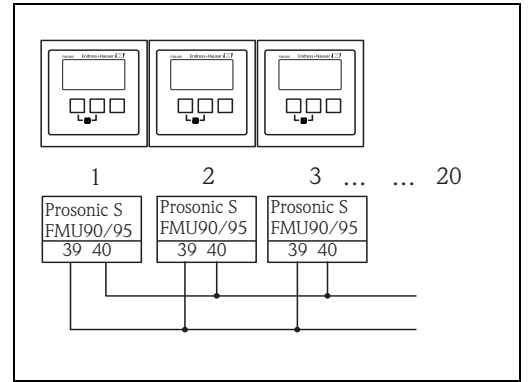 Endress+Hauser
Endress+Hauser
Endress+Hauser
1 2 3 ... ... 20
Prosonic S Prosonic S Prosonic S
FMU90/95 FMU90/95 FMU90/95
39 40 39 40 39 40